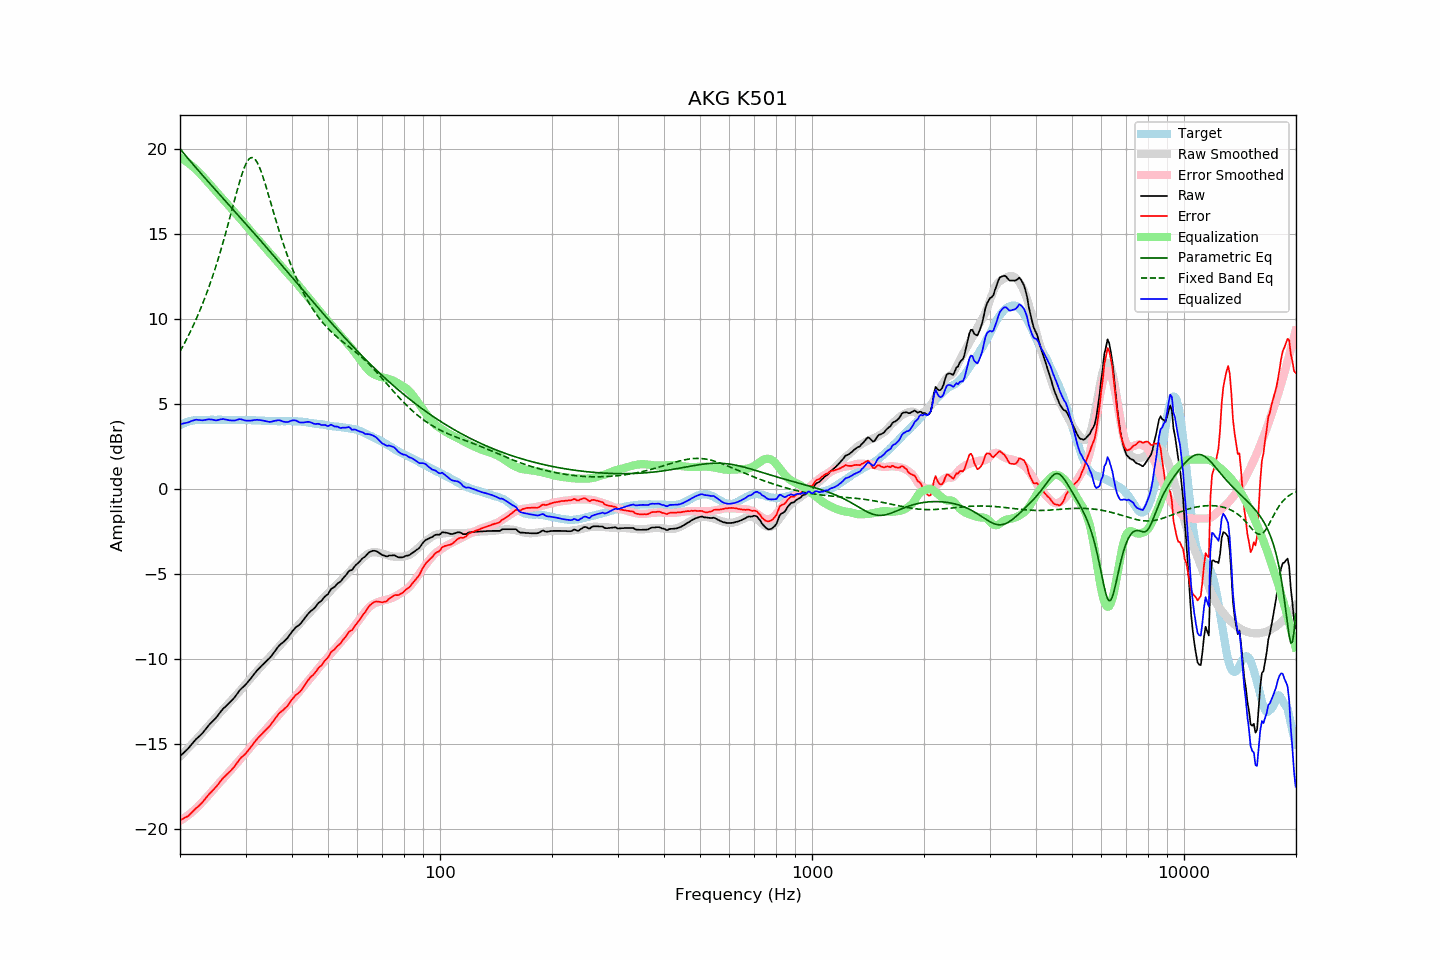 AKG K501
Amplitude (dBr)
20
15
10
5
0
−5
−10
−15
−20
Target
Raw Smoothed
Error Smoothed
Raw
Error
Equalization
Parametric Eq
Fixed Band Eq
Equalized
100
1000
10000
Frequency (Hz)